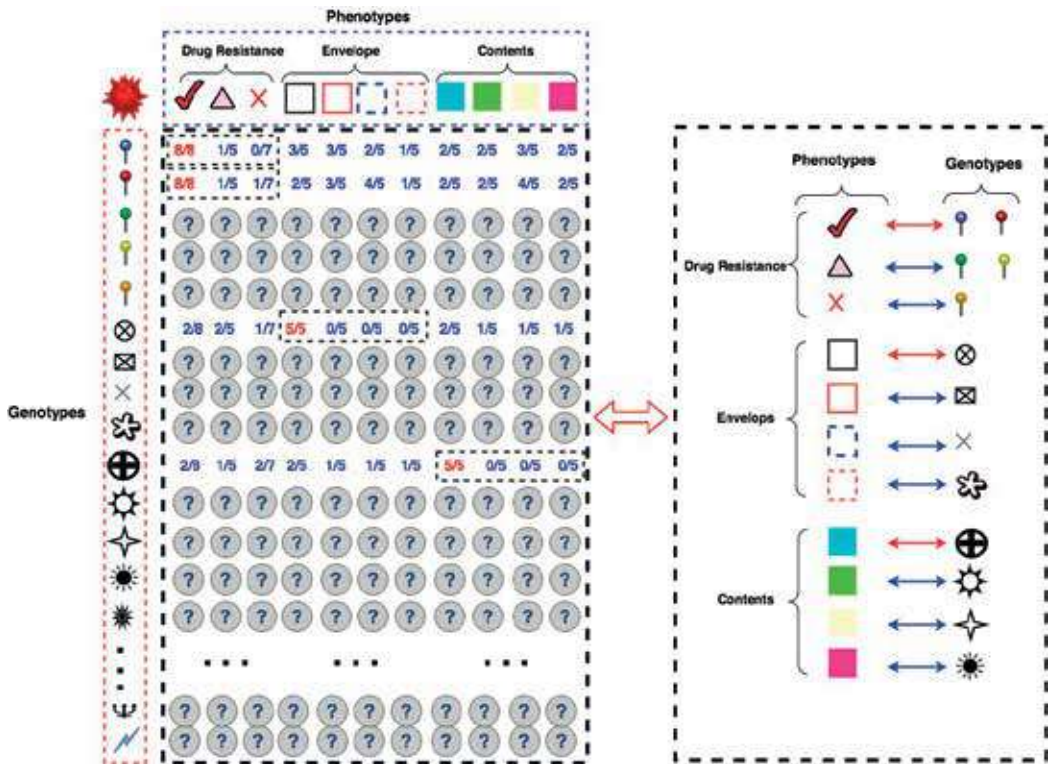 Phenotypes
Drug Resistance Envelope Contents
8/8 1/5 0/7 3/5 3/5 2/5 1/5 2/5 2/5 3/5 2/5
8/8 1/5 1/7 2/5 3/5 4/5 1/5 2/5 2/5 4/5 2/5
? ? ? ? ? ? ? ? ? ? ?
? ? ? ? ? ? ? ? ? ? ?
? ? ? ? ? ? ? ? ? ? ?
2/8 2/5 1/7 5/5 0/5 0/5 0/5 2/5 1/5 1/5 1/5
? ? ? ? ? ? ? ? ? ? ?
? ? ? ? ? ? ? ? ? ? ?
Genotypes
? ? ? ? ? ? ? ? ? ? ?
2/8 1/5 2/7 2/5 1/5 1/5 1/5 5/5 0/5 0/5 0/5
? ? ? ? ? ? ? ? ? ? ?
? ? ? ? ? ? ? ? ? ? ?
? ? ? ? ? ? ? ? ? ? ?
? ? ? ? ? ? ? ? ? ? ?
... ... ...
? ? ? ? ? ? ? ? ? ? ?
? ? ? ? ? ? ? ? ? ? ?
Phenotypes Genotypes
Drug Resistance
Envelops
Contents